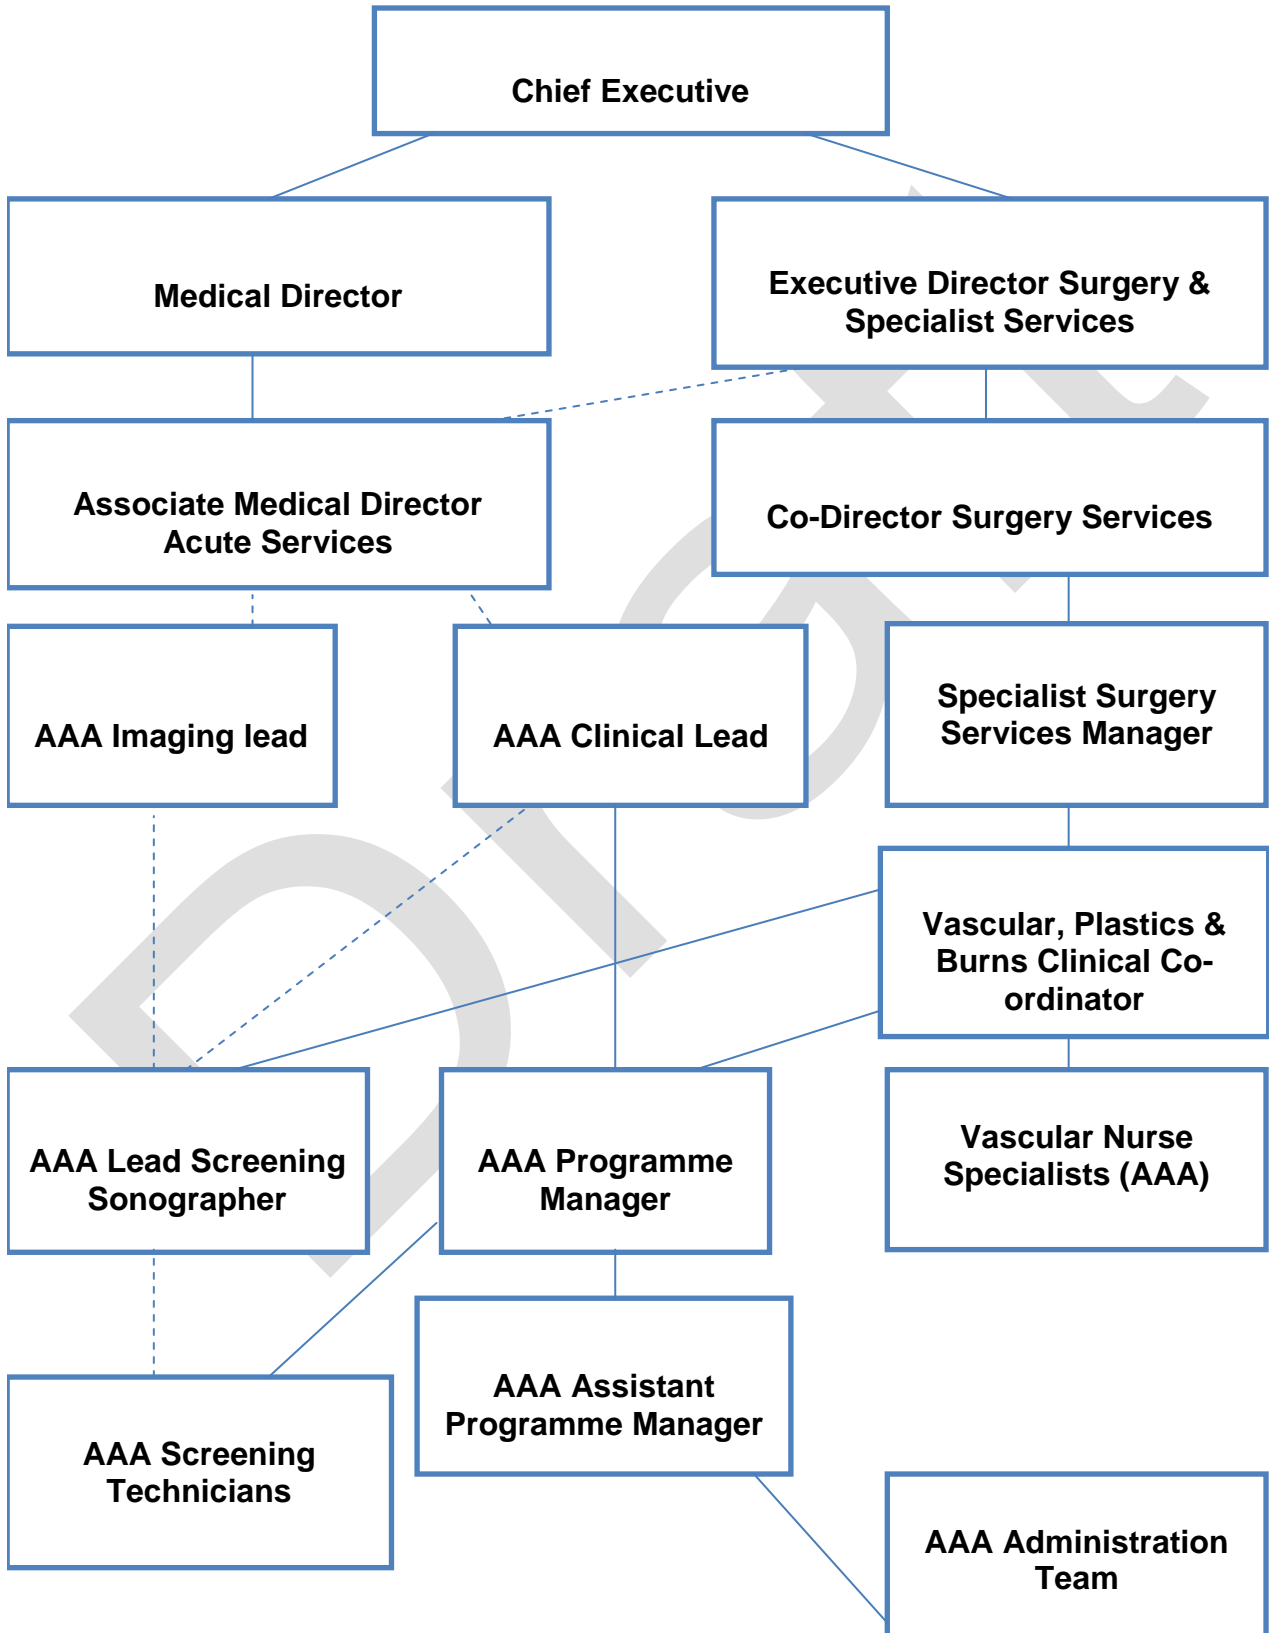 Chief Executive
Medical Director
Executive Director Surgery &
Specialist Services
Associate Medical Director
Acute Services
Co-Director Surgery Services
AAA Imaging lead
AAA Clinical Lead
Specialist Surgery
Services Manager
Vascular, Plastics &
Burns Clinical Co-
ordinator
AAA Lead Screening
Sonographer
AAA Programme
Manager
Vascular Nurse
Specialists (AAA)
AAA Assistant
Programme Manager
AAA Screening
Technicians
AAA Administration
Team
Draft